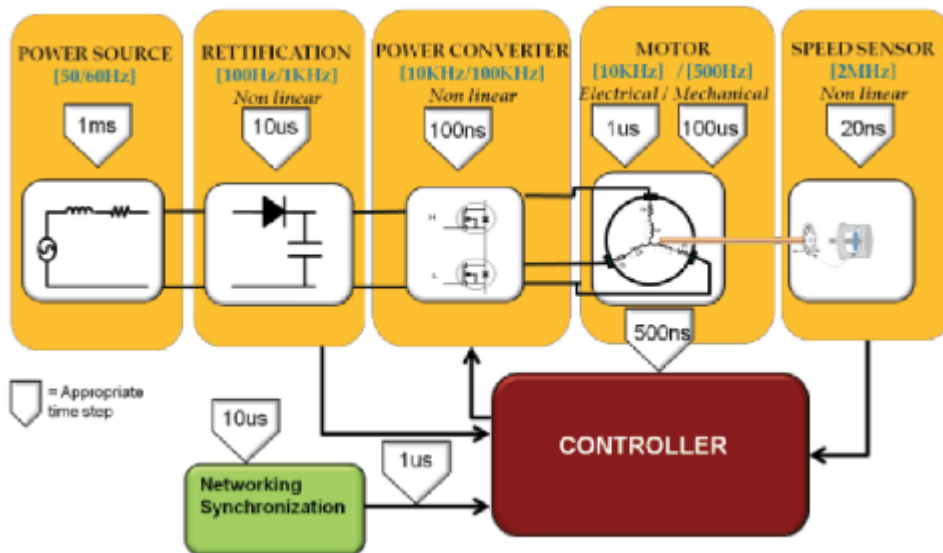 POWER SOURCE
[50/60Hz]
1ms
RETTIFICATION
[100Hz/1KHz]
Non linear
10us
POWER CONVERTER
[10KHz/100KHz]
Non linear
100ns
MOTOR
[10KHz] / [500Hz]
Electrical / Mechanical
1us
100us
SPEED SENSOR
[2MHz]
Non linear
20ns
H
L
500ns
= Appropriate
time step
10us
1us
Networking
Synchronization
CONTROLLER